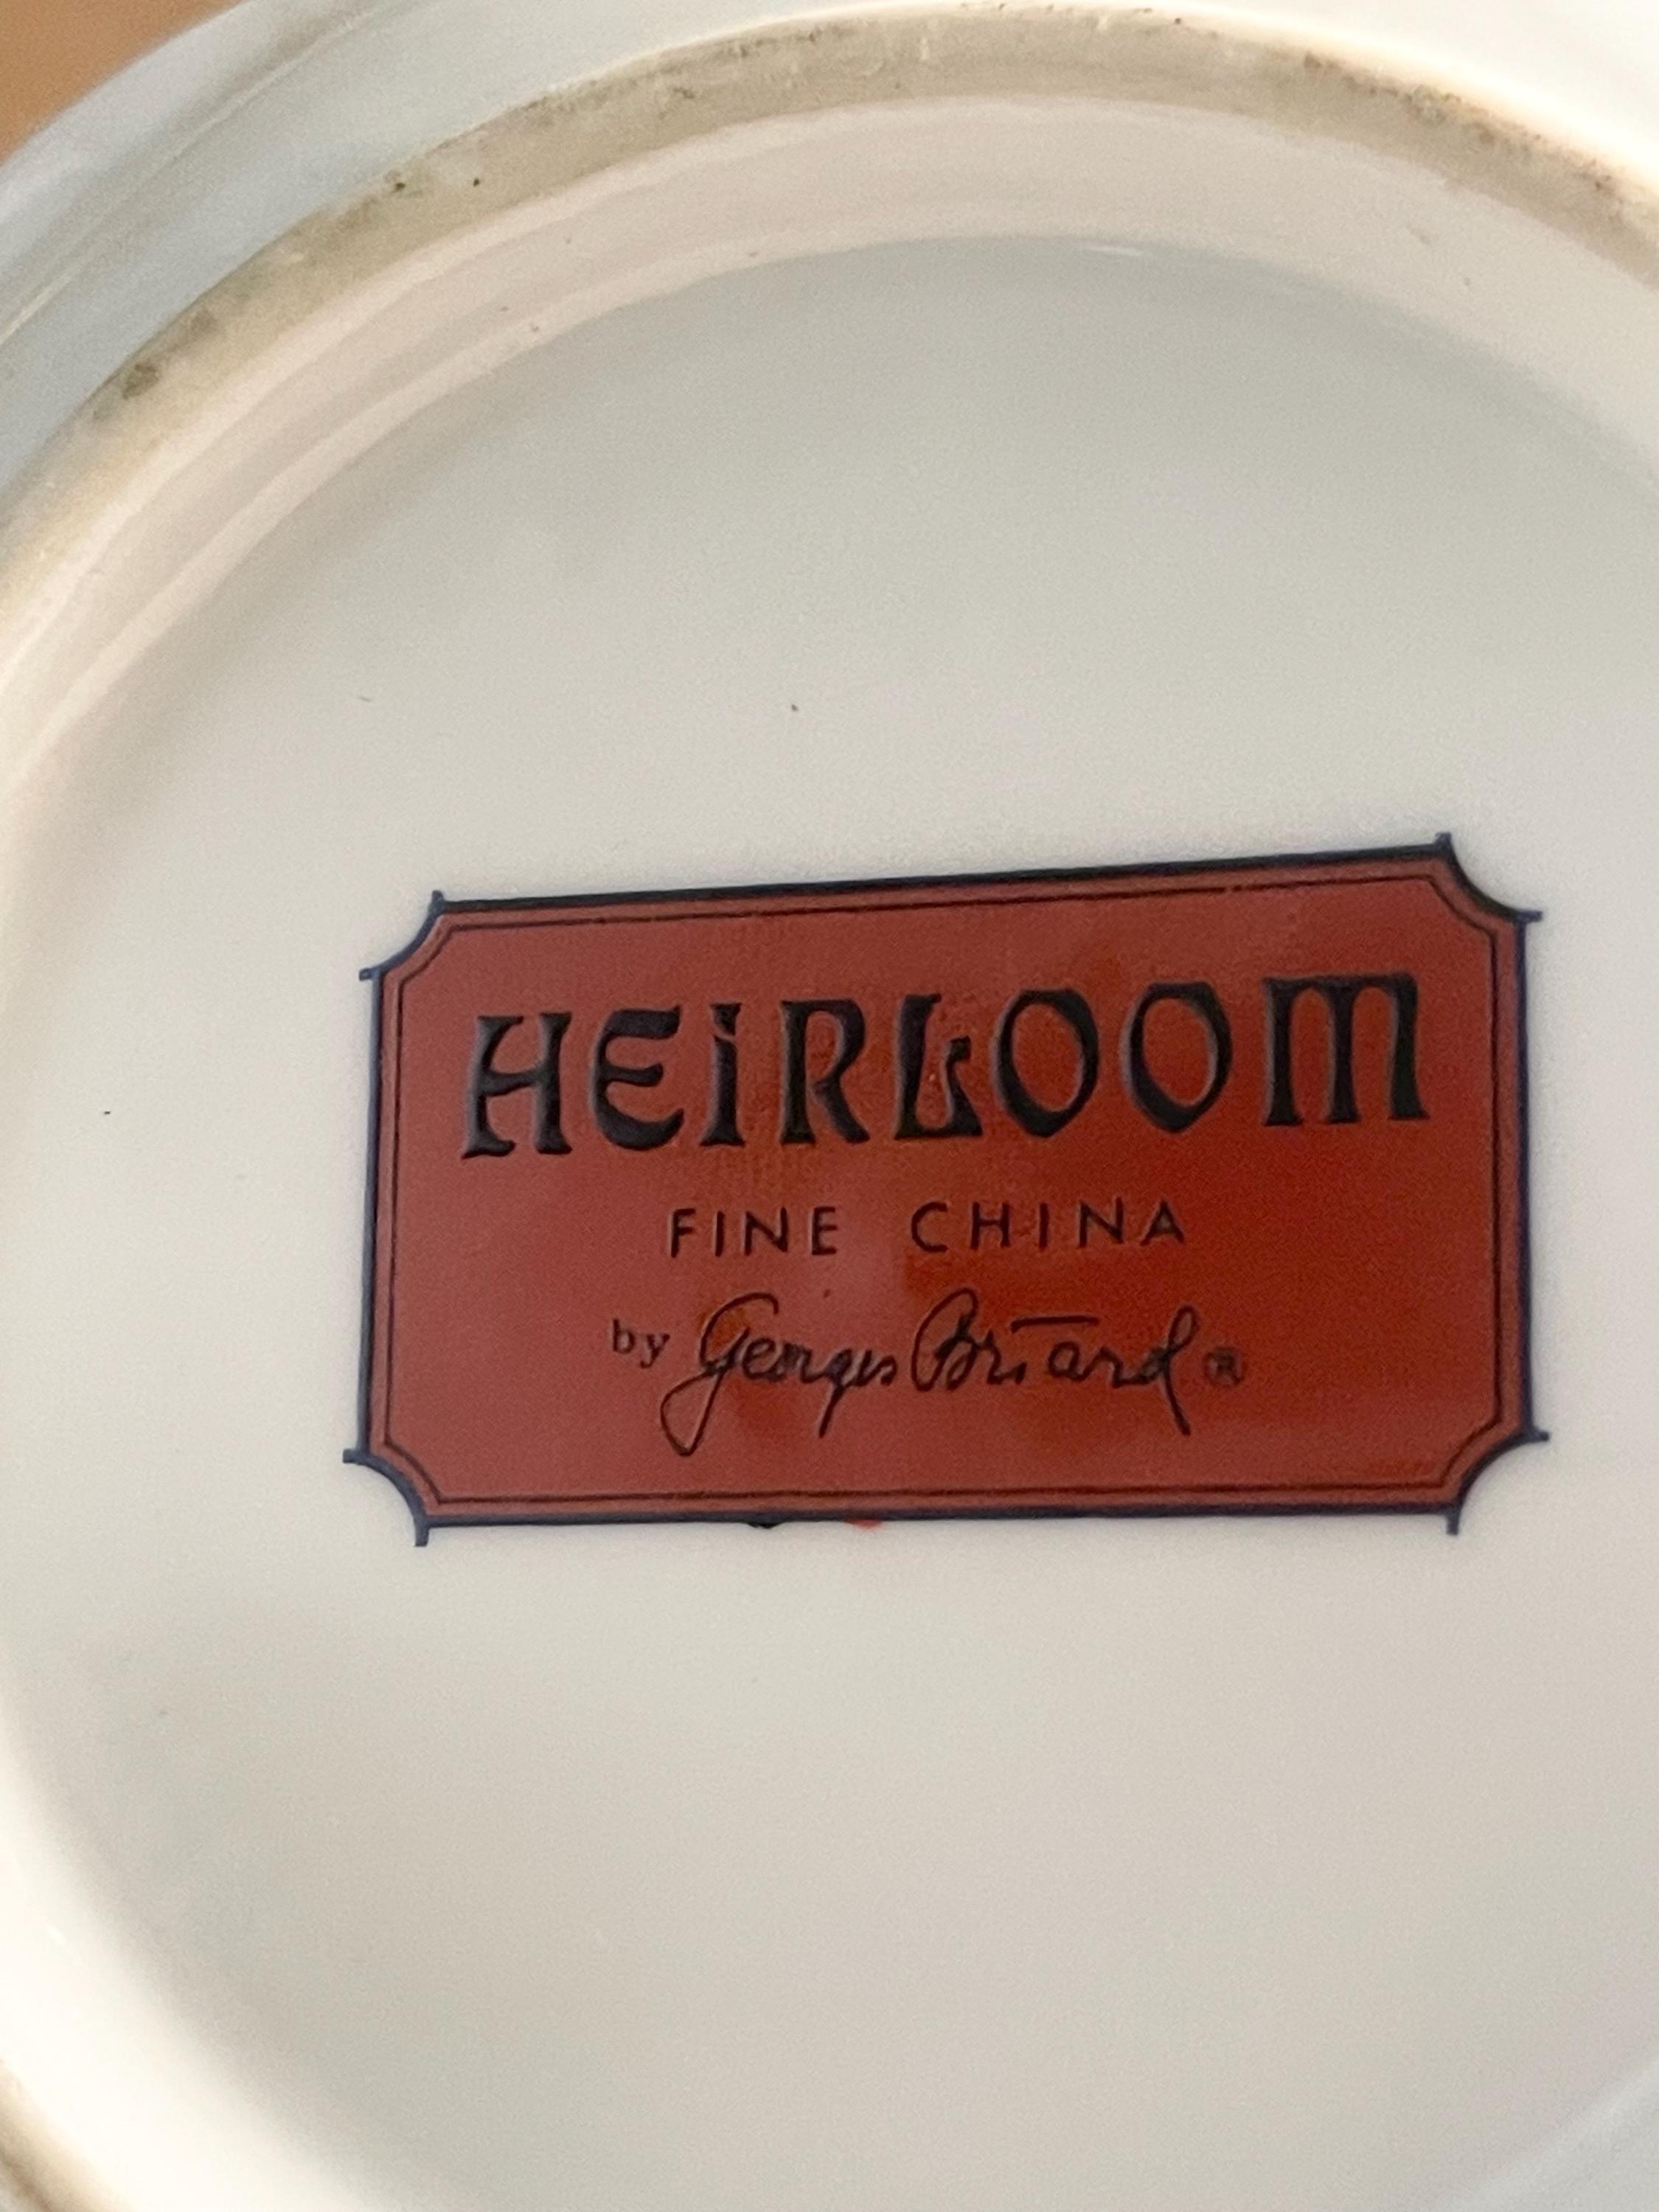 HEIRLOOM
FINE CHINA
by Georges Briard ®